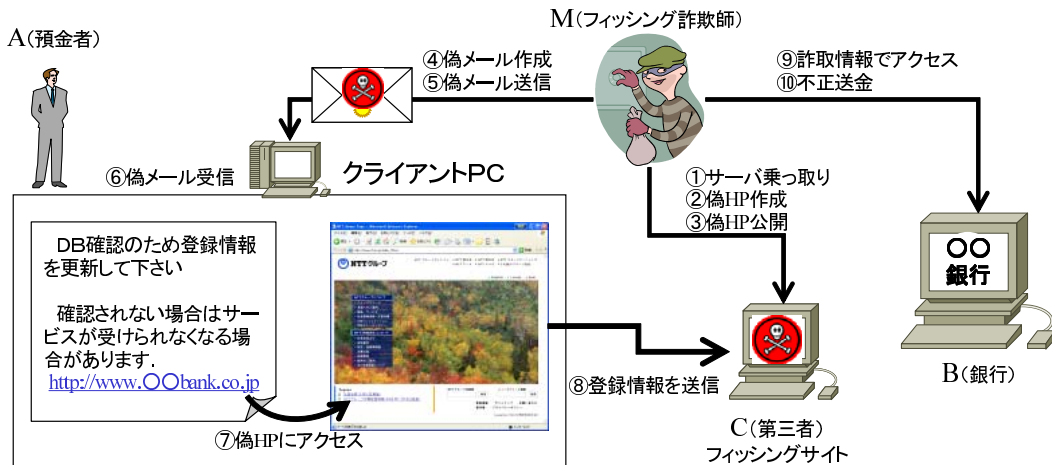 A(預金者)
M(フィッシング詐欺師)
④偽メール作成
⑤偽メール送信
⑨詐取情報でアクセス
⑩不正送金
⑥偽メール受信
クライアントPC
①サーバ乗っ取り
②偽HP作成
③偽HP公開
DB確認のため登録情報
を更新して下さい
確認されない場合はサー
ビスが受けられなくなる場
合があります.
http://www.〇〇bank.co.jp
NTTグループ
⑦偽HPにアクセス
⑧登録情報を送信
〇〇
銀行
B(銀行)
C(第三者)
フィッシングサイト